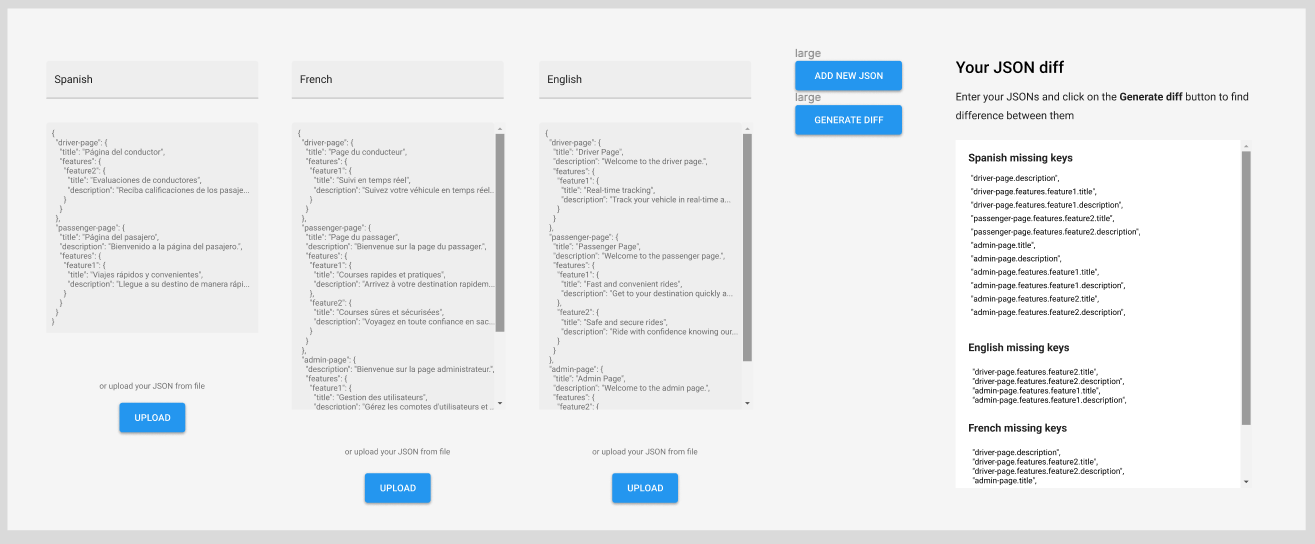 Spanish
{
"driver-page": {
"title": "Página del conductor",
"features": {
"feature2": {
"title": "Evaluaciones de conductores",
"description": "Reciba calificaciones de los pasaje...
}
}
},
"passenger-page": {
"title": "Página del pasajero",
"description": "Bienvenido a la página del pasajero.",
"features": {
"feature1": {
"title": "Viajes rápidos y convenientes",
"description": "Llegue a su destino de manera rápi...
}
}
}
}
or upload your JSON from file
UPLOAD
French
{
"driver-page": {
"title": "Page du conducteur",
"features": {
"feature1": {
"title": "Suivi en temps réel",
"description": "Suivez votre véhicule en temps réel..
}
}
},
"passenger-page": {
"title": "Page du passager",
"description": "Bienvenue sur la page du passager.",
"features": {
"feature1": {
"title": "Courses rapides et pratiques",
"description": "Arrivez à votre destination rapidem...
},
"feature2": {
"title": "Courses sûres et sécurisées",
"description": "Voyagez en toute confiance en sac...
}
}
},
"admin-page": {
"description": "Bienvenue sur la page administrateur.",
"features": {
"feature1": {
"title": "Gestion des utilisateurs",
"description": "Gérez les comptes d'utilisateurs et ...
or upload your JSON from file
UPLOAD
English
{
"driver-page": {
"title": "Driver Page",
"description": "Welcome to the driver page.",
"features": {
"feature1": {
"title": "Real-time tracking",
"description": "Track your vehicle in real-time a...
}
}
},
"passenger-page": {
"title": "Passenger Page",
"description": "Welcome to the passenger page.",
"features": {
"feature1": {
"title": "Fast and convenient rides",
"description": "Get to your destination quickly a...
},
"feature2": {
"title": "Safe and secure rides",
"description": "Ride with confidence knowing our...
}
}
},
"admin-page": {
"title": "Admin Page",
"description": "Welcome to the admin page.",
"features": {
"feature2": {
or upload your JSON from file
UPLOAD
large
ADD NEW JSON
large
GENERATE DIFF
Your JSON diff
Enter your JSONs and click on the Generate diff button to find
difference between them
Spanish missing keys
"driver-page.description",
"driver-page.features.feature1.title",
"driver-page.features.feature1.description",
"passenger-page.features.feature2.title",
"passenger-page.features.feature2.description",
"admin-page.title",
"admin-page.description",
"admin-page.features.feature1.title",
"admin-page.features.feature1.description",
"admin-page.features.feature2.title",
"admin-page.features.feature2.description",
English missing keys
"driver-page.features.feature2.title",
"driver-page.features.feature2.description",
"admin-page.features.feature1.title",
"admin-page.features.feature1.description",
French missing keys
"driver-page.description",
"driver-page.features.feature2.title",
"driver-page.features.feature2.description",
"admin-page.title",